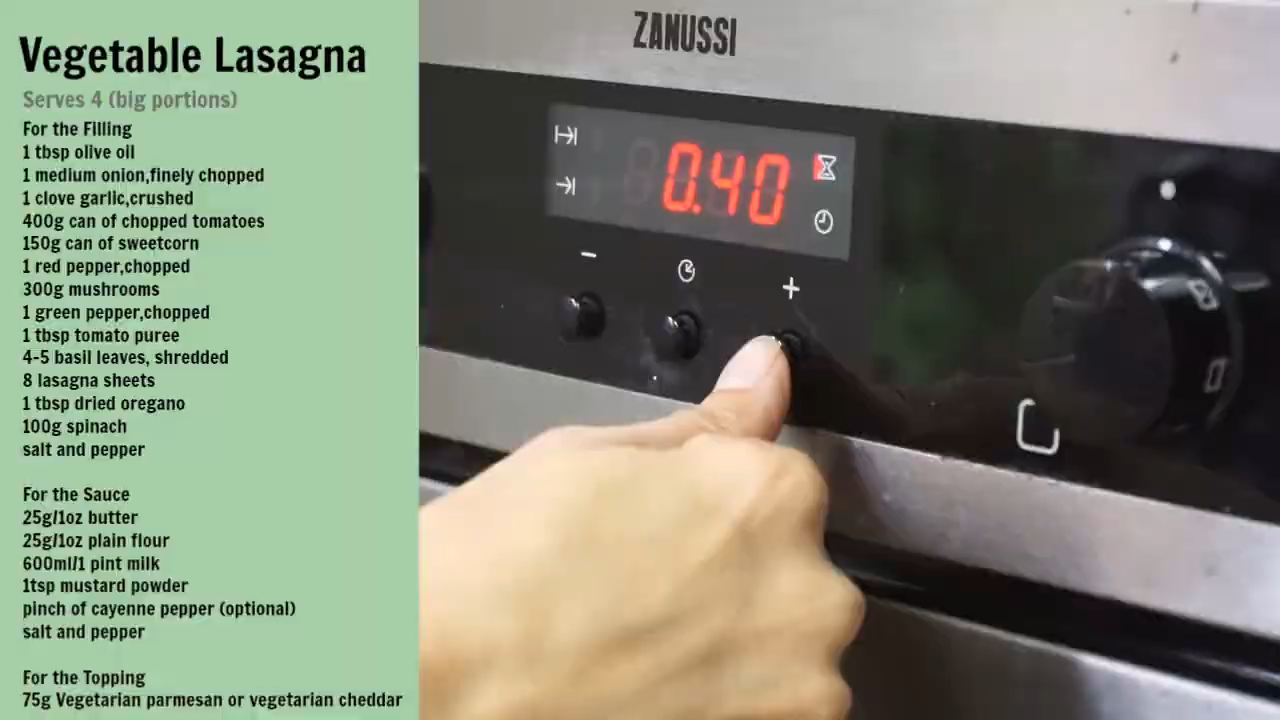 Vegetable Lasagna
Serves 4 (big portions)
For the Filling
1 tbsp olive oil
1 medium onion,finely chopped
1 clove garlic,crushed
400g can of chopped tomatoes
150g can of sweetcorn
1 red pepper,chopped
300g mushrooms
1 green pepper,chopped
1 tbsp tomato puree
4-5 basil leaves, shredded
8 lasagna sheets
1 tbsp dried oregano
100g spinach
salt and pepper
For the Sauce
25g/1oz butter
25g/1oz plain flour
600ml/1 pint milk
1tsp mustard powder
pinch of cayenne pepper (optional)
salt and pepper
For the Topping
75g Vegetarian parmesan or vegetarian cheddar
ZANUSSI
0.40
- +